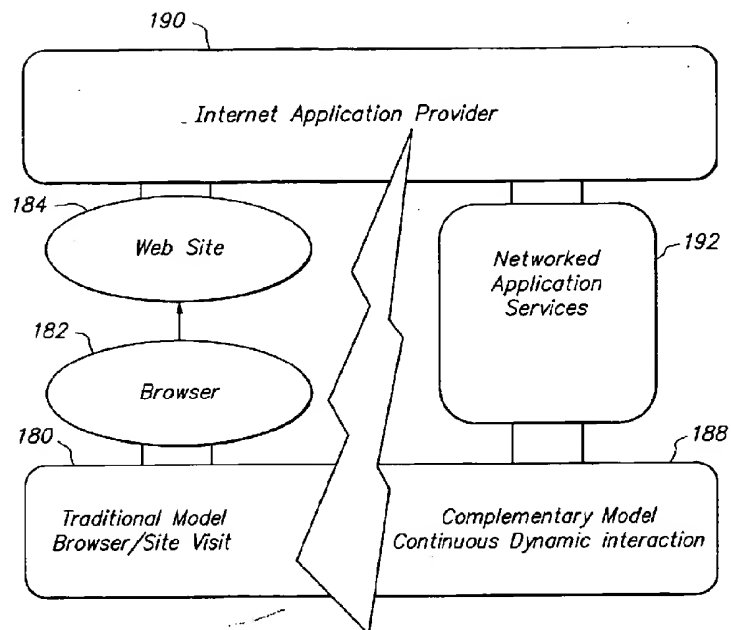 190
Internet Application Provider
184
Web Site
Networked
Application
Services
192
182
Browser
180
188
Traditional Model
Browser/Site Visit
Complementary Model
Continuous Dynamic interaction